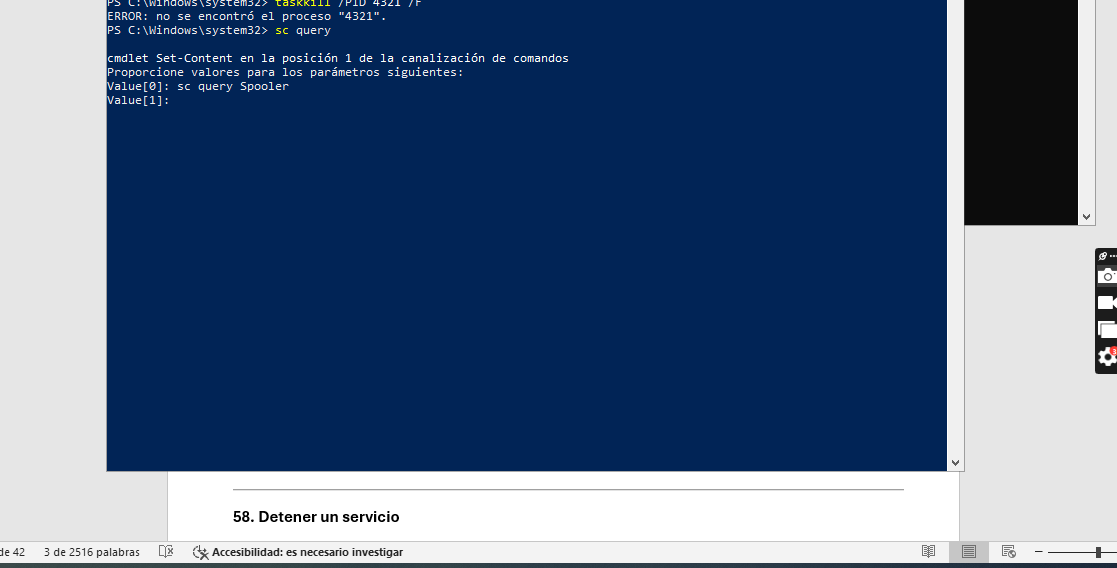 PS C:\Windows\system32> taskkill /PID 4321 /F
ERROR: no se encontró el proceso "4321".
PS C:\Windows\system32> sc query
cmdlet Set-Content en la posición 1 de la canalización de comandos
Proporcione valores para los parámetros siguientes:
Value[0]: sc query Spooler
Value[1]:
58. Detener un servicio
de 42
3 de 2516 palabras
Accesibilidad: es necesario investigar